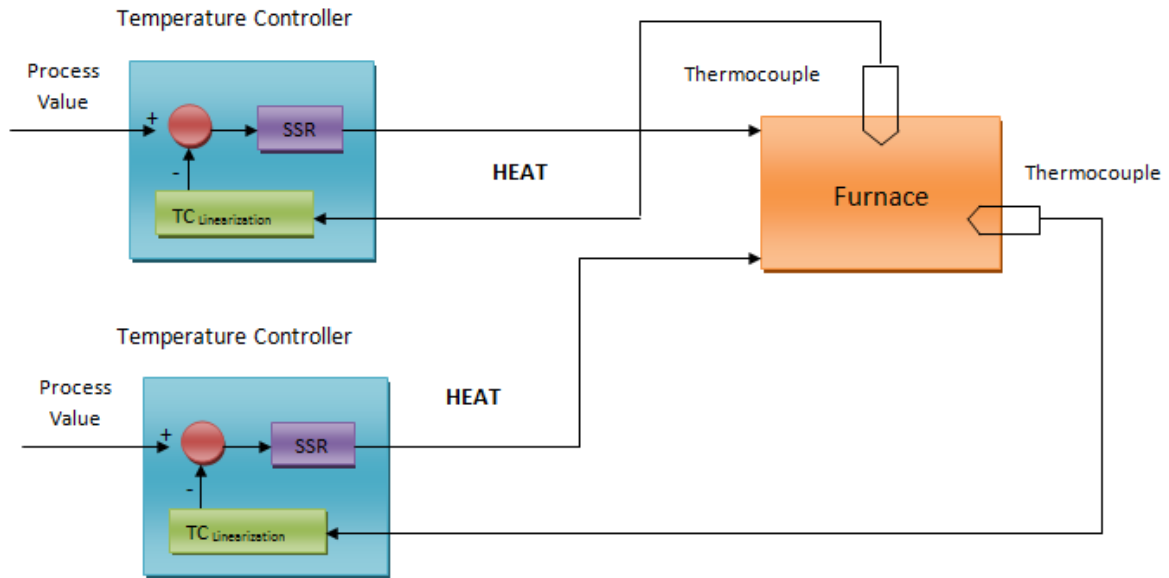 Temperature Controller
Process
Value
+
SSR
-
TC Linearization
HEAT
Thermocouple
Furnace
Thermocouple
Temperature Controller
Process
Value
+
SSR
-
TC Linearization
HEAT